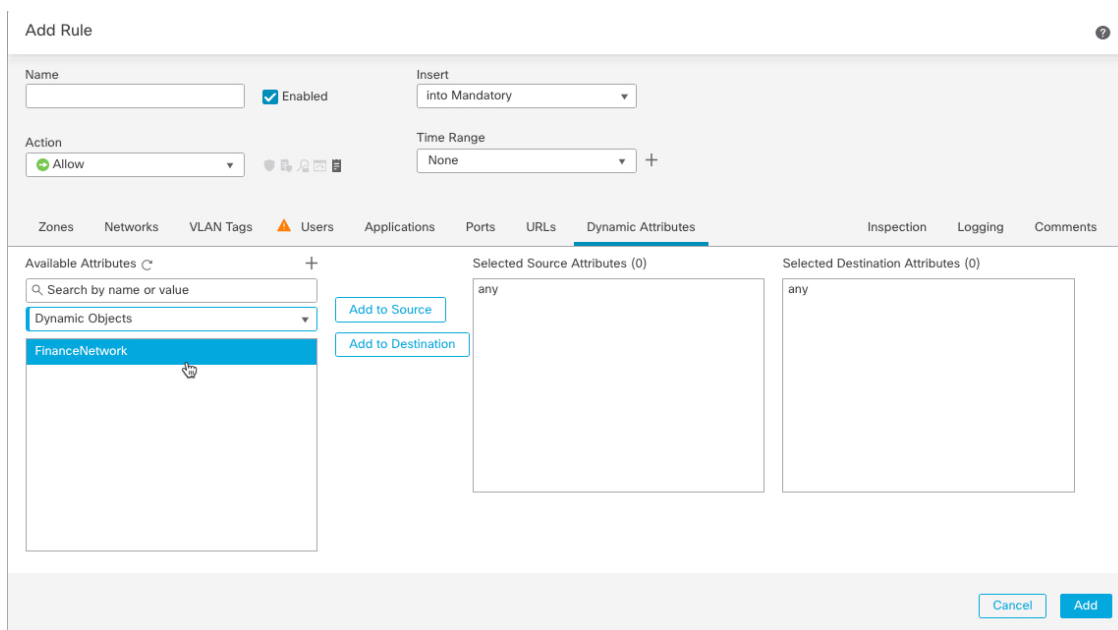 Add Rule
?
Name
Insert
Enabled
into Mandatory
Action
Time Range
Allow
None
Zones
Networks
VLAN Tags
Users
Applications
Ports
URLs
Dynamic Attributes
Inspection
Logging
Comments
Available Attributes
Selected Source Attributes (0)
Selected Destination Attributes (0)
Search by name or value
any
any
Add to Source
Dynamic Objects
Add to Destination
FinanceNetwork
Cancel
Add